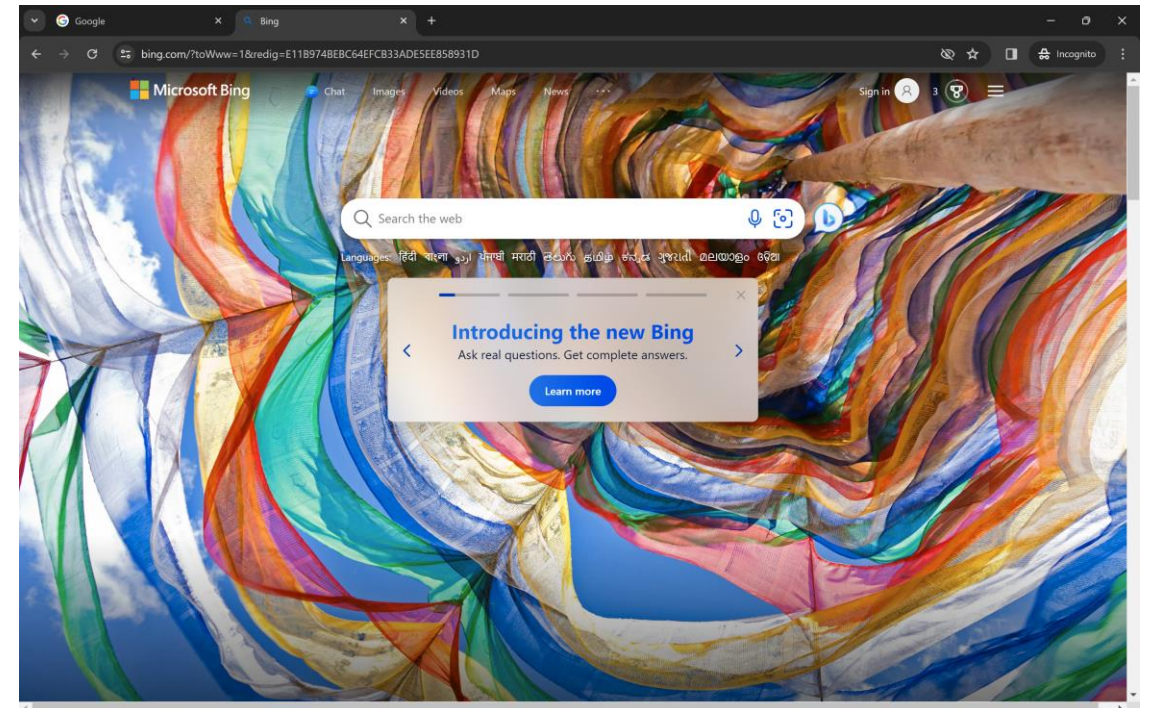 Google
Bing
bing.com/?toWww=1&redig=E11B974BEBC64EFCB33ADE5EE858931D
Incognito
Microsoft Bing
Chat
Images
Videos
Maps
News
Sign in
3
Search the web
Languages: हिंदी বাংলা اردو ਪੰਜਾਬੀ मराठी తెలుగు தமிழ் ಕನ್ನಡ ગુજરાતી മലയാളം ଓଡ଼ିଆ
Introducing the new Bing
Ask real questions. Get complete answers.
Learn more